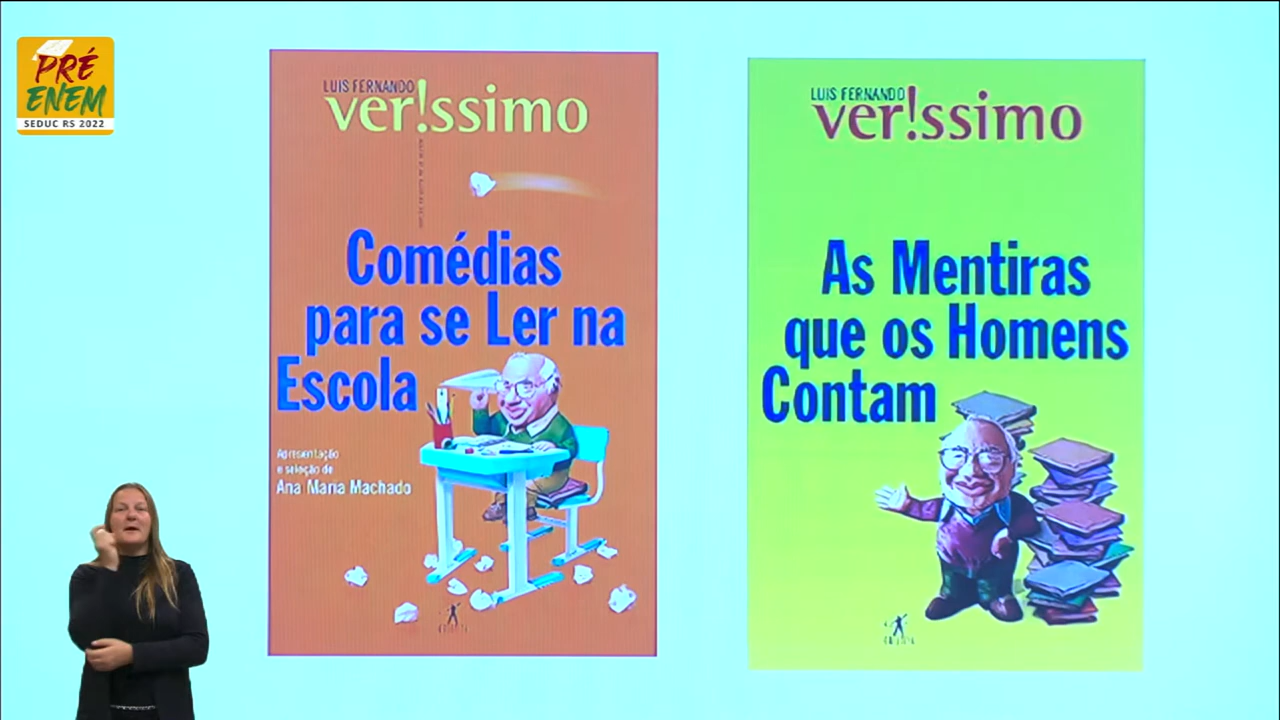 PRÉ
ENEM
SEDUC RS 2022
LUIS FERNANDO
ver!ssimo
Comédias
para se Ler na
Escola
Apresentação
e seleção de
Ana Maria Machado
LUIS FERNANDO
ver!ssimo
As Mentiras
que os Homens
Contam